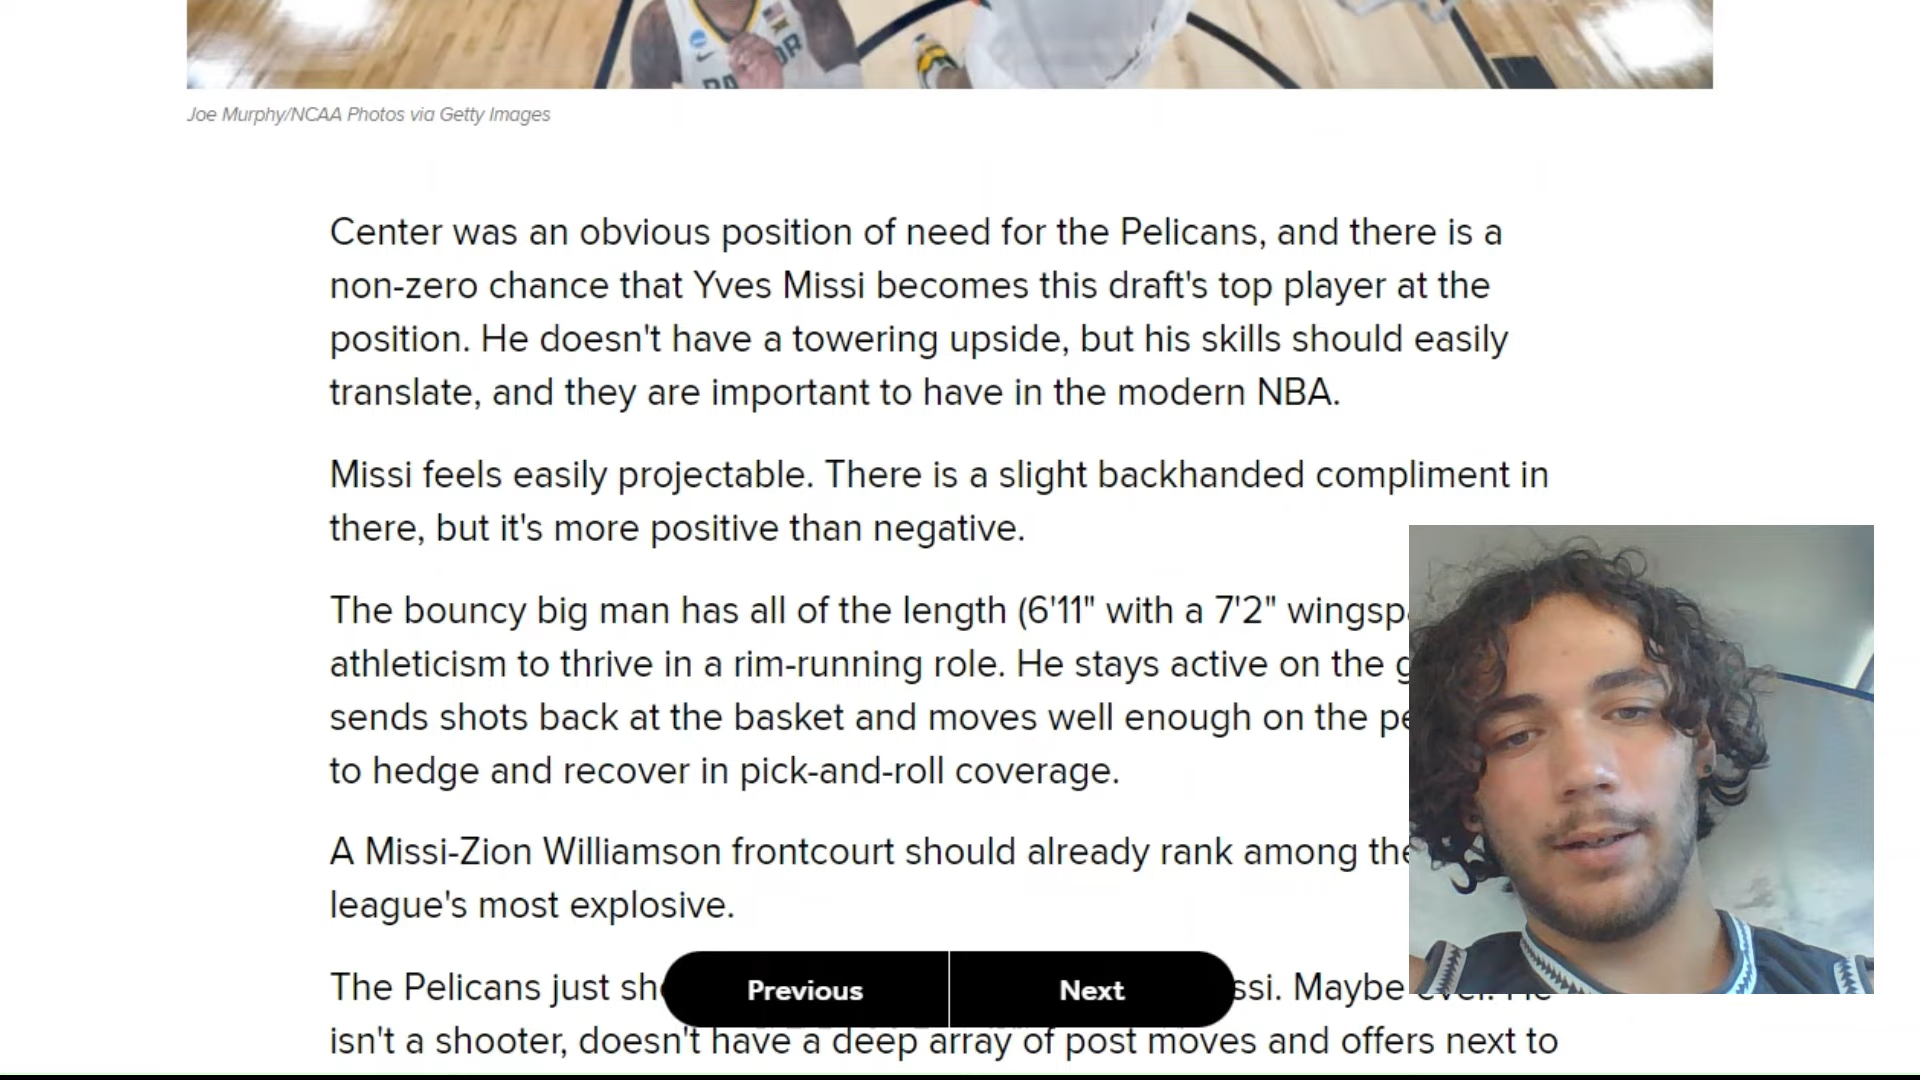 Joe Murphy/NCAA Photos via Getty Images
Center was an obvious position of need for the Pelicans, and there is a
non-zero chance that Yves Missi becomes this draft's top player at the
position. He doesn't have a towering upside, but his skills should easily
translate, and they are important to have in the modern NBA.
Missi feels easily projectable. There is a slight backhanded compliment in
there, but it's more positive than negative.
The bouncy big man has all of the length (6'11" with a 7'2"
athleticism to thrive in a rim-running role. He stays active on the
sends shots back at the basket and moves well enough on the
to hedge and recover in pick-and-roll coverage.
A Missi-Zion Williamson frontcourt should already rank among the
league's most explosive.
The Pelicans just Maybe
Previous
Next
isn't a shooter, doesn't have a deep array of post moves and offers next to